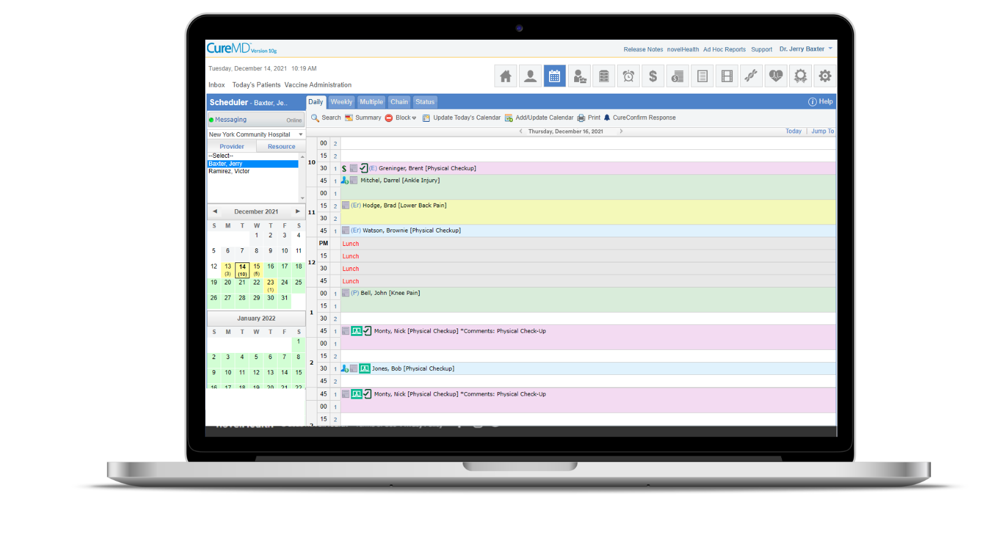 CureMD Version 10g
Release Notes novelHealth Ad Hoc Reports Support Dr. Jerry Baxter
Tuesday, December 14, 2021 10:19 AM
Inbox Today's Patients Vaccine Administration
Scheduler - Baxter, Je..
Daily Weekly Multiple Chain Status
Help
Messaging Online
Search Summary Block Update Today's Calendar Add/Update Calendar Print CureConfirm Response
New York Community Hospital
Thursday, December 16, 2021
Today | Jump To
Provider Resource
--Select--
Baxter, Jerry
Ramirez, Victor
December 2021
S M T W T F S
1 2 3 4
5 6 7 8 9 10 11
12 13 14 15 16 17 18
(3) (10) (5)
19 20 21 22 23 24 25
(1)
26 27 28 29 30 31
January 2022
S M T W T F S
1
2 3 4 5 6 7 8
9 10 11 12 13 14 15
16 17 18 19 20 21 22
10
00 2
15 2
30 1 $ (E) Greninger, Brent [Physical Checkup]
45 1 Mitchel, Darrel [Ankle Injury]
11
00 1
15 2 (Er) Hodge, Brad [Lower Back Pain]
30 2
45 1 (Er) Watson, Brownie [Physical Checkup]
12
PM Lunch
15 Lunch
30 Lunch
45 Lunch
1
00 1 (P) Bell, John [Knee Pain]
15 1
30 2
45 1 Monty, Nick [Physical Checkup] *Comments: Physical Check-Up
2
00 1
15 2
30 1 Jones, Bob [Physical Checkup]
45 2
45 1 Monty, Nick [Physical Checkup] *Comments: Physical Check-Up
00 1
15 2